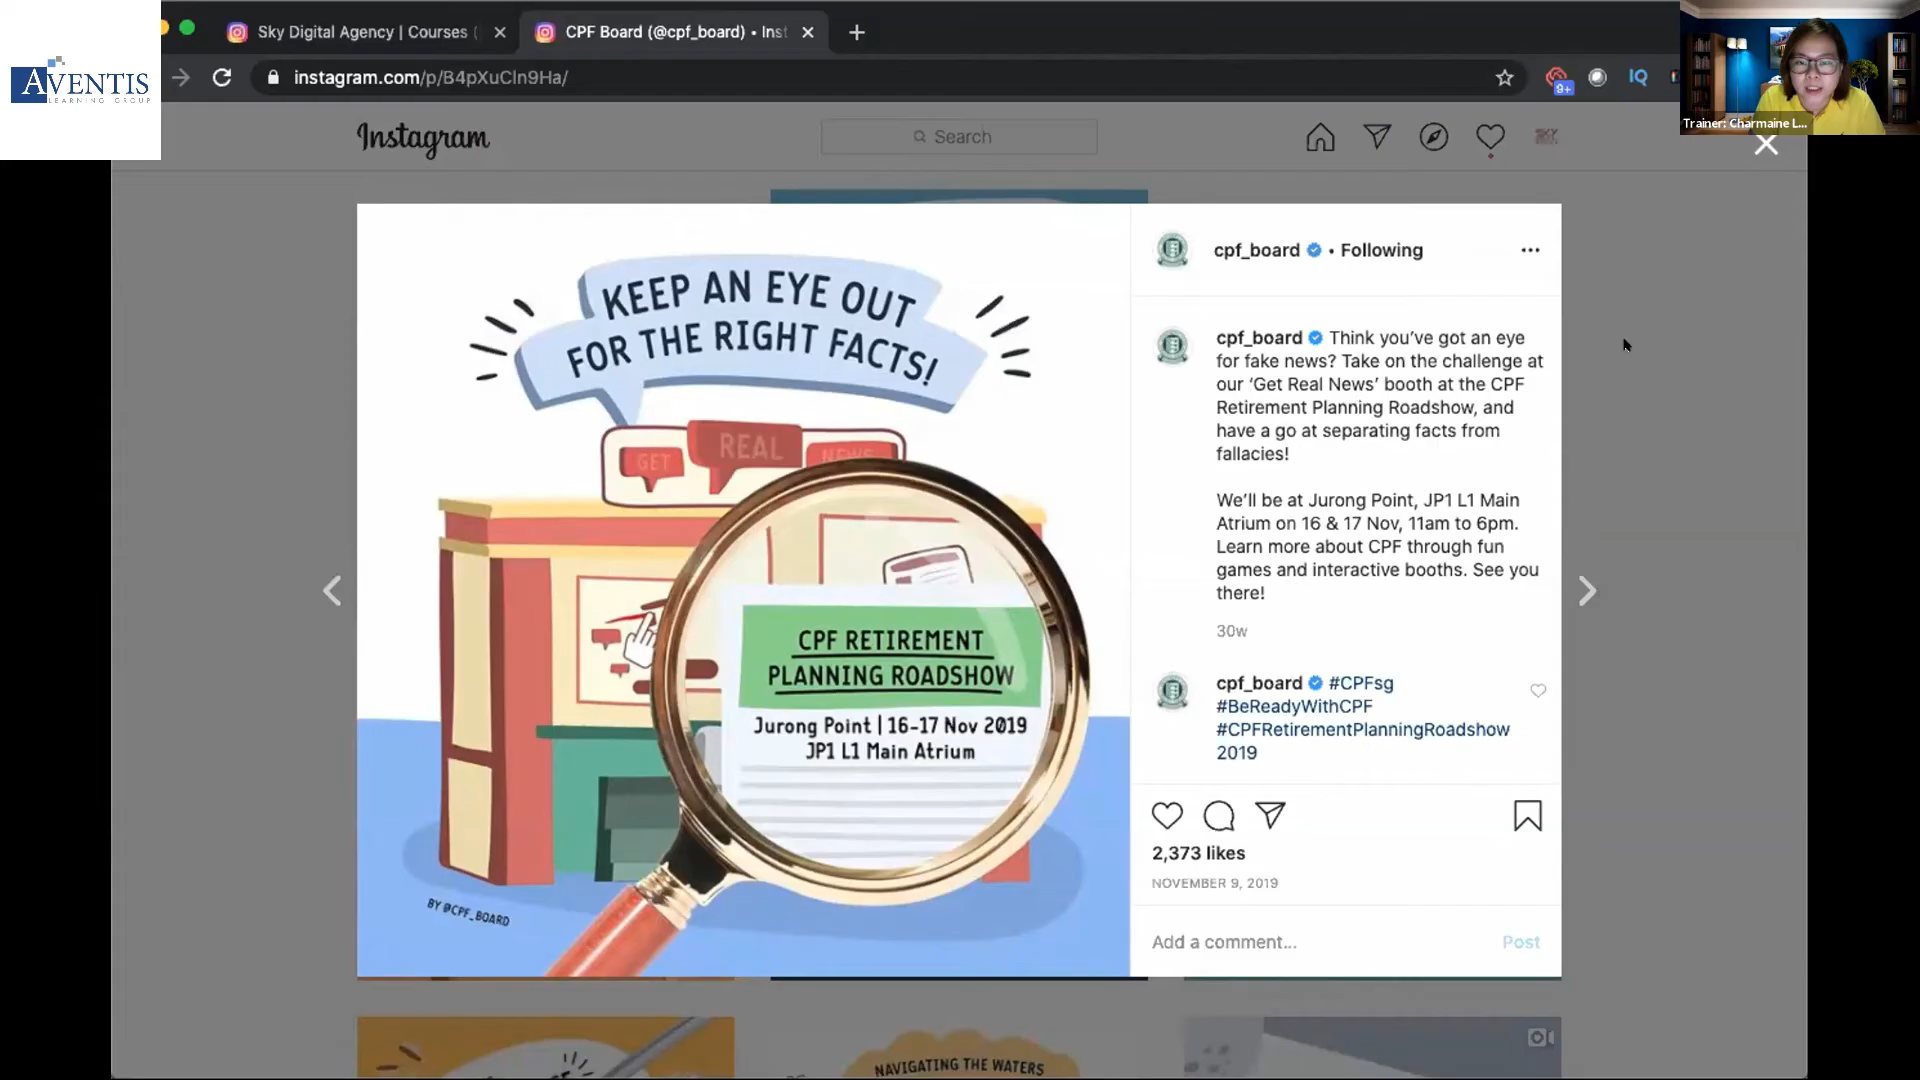 Sky Digital Agency | Courses
CPF Board (@cpf_board) • Inst
AVENTIS
LEARNING GROUP
instagram.com/p/B4pXuCln9Ha/
9+
IQ
Trainer: Charmaine L...
Instagram
Search
KEEP AN EYE OUT
FOR THE RIGHT FACTS!
GET REAL NEWS
CPF RETIREMENT
PLANNING ROADSHOW
Jurong Point | 16-17 Nov 2019
JP1 L1 Main Atrium
BY @CPF_BOARD
cpf_board • Following
cpf_board Think you’ve got an eye
for fake news? Take on the challenge at
our ‘Get Real News’ booth at the CPF
Retirement Planning Roadshow, and
have a go at separating facts from
fallacies!
We’ll be at Jurong Point, JP1 L1 Main
Atrium on 16 & 17 Nov, 11am to 6pm.
Learn more about CPF through fun
games and interactive booths. See you
there!
30w
cpf_board #CPFsg
#BeReadyWithCPF
#CPFRetirementPlanningRoadshow
2019
2,373 likes
NOVEMBER 9, 2019
Add a comment...
Post
NAVIGATING THE WATERS